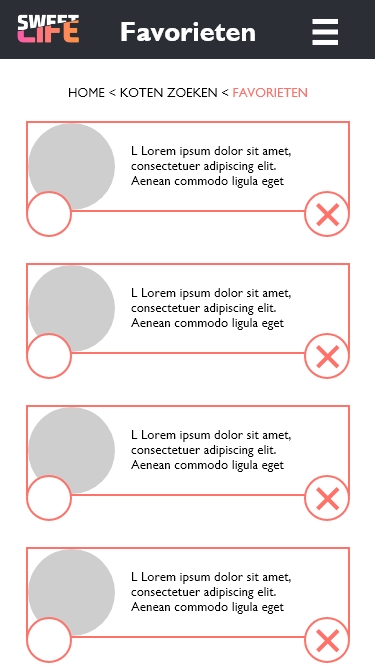 SWEET
LIFE
Favorieten
HOME < KOTEN ZOEKEN < FAVORIETEN
L Lorem ipsum dolor sit amet,
consectetuer adipiscing elit.
Aenean commodo ligula eget
L Lorem ipsum dolor sit amet,
consectetuer adipiscing elit.
Aenean commodo ligula eget
L Lorem ipsum dolor sit amet,
consectetuer adipiscing elit.
Aenean commodo ligula eget
L Lorem ipsum dolor sit amet,
consectetuer adipiscing elit.
Aenean commodo ligula eget